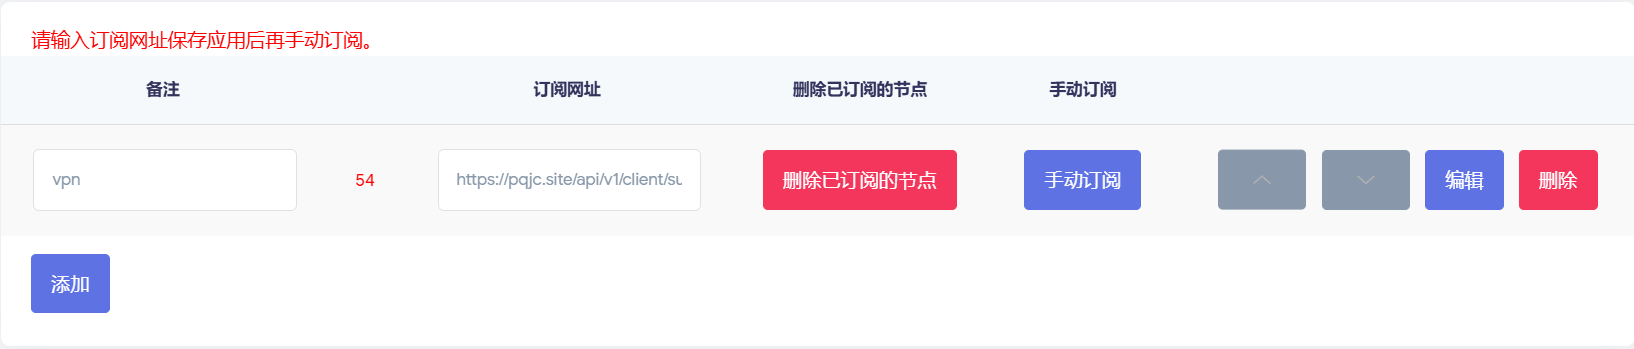 请输入订阅网址保存应用后再手动订阅。
备注 订阅网址 删除已订阅的节点 手动订阅
vpn 54 https://pqjc.site/api/v1/client/su 删除已订阅的节点 手动订阅 编辑 删除
添加